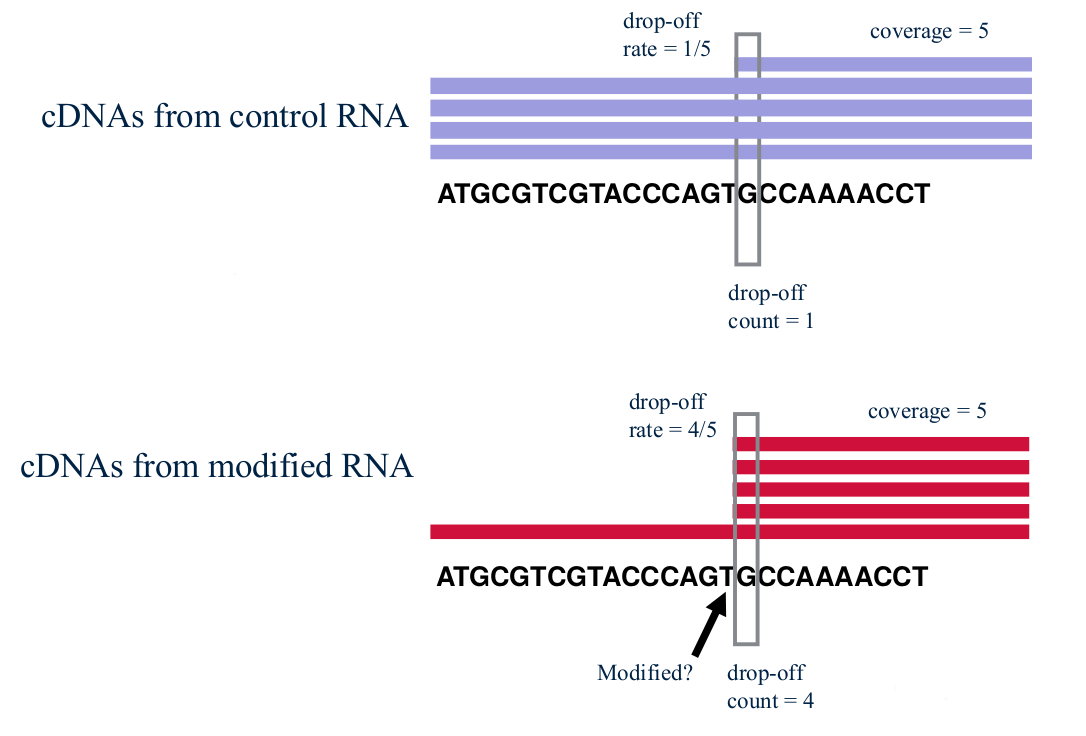 drop-off
rate = 1/5
coverage = 5
cDNAs from control RNA
ATGCGTCGTACCCAGTGCCAAAACCT
drop-off
count = 1
drop-off
rate = 4/5
coverage = 5
cDNAs from modified RNA
ATGCGTCGTACCCAGTGCCAAAACCT
Modified?
drop-off
count = 4